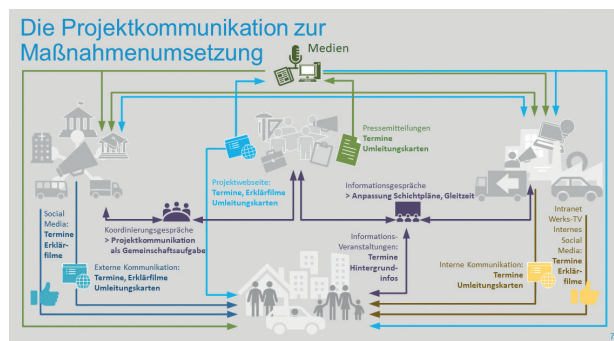 Die Projektkommunikation zur
Maßnahmenumsetzung
Medien
Pressemitteilungen
Termine
Umleitungskarten
Projektwebseite:
Termine, Erklärfilme
Umleitungskarten
Informationsgespräche
> Anpassung Schichtpläne, Gleitzeit
Koordinierungsgespräche
> Projektkommunikation
als Gemeinschaftsaufgabe
Informations-
Veranstaltungen:
Termine
Hintergrund-
infos
Social
Media:
Termine
Erklär-
filme
Externe Kommunikation:
Termine, Erklärfilme
Umleitungskarten
Interne Kommunikation:
Termine
Umleitungskarten
Intranet
Werks-TV
Internes
Social
Media:
Termine
Erklär-
filme
7